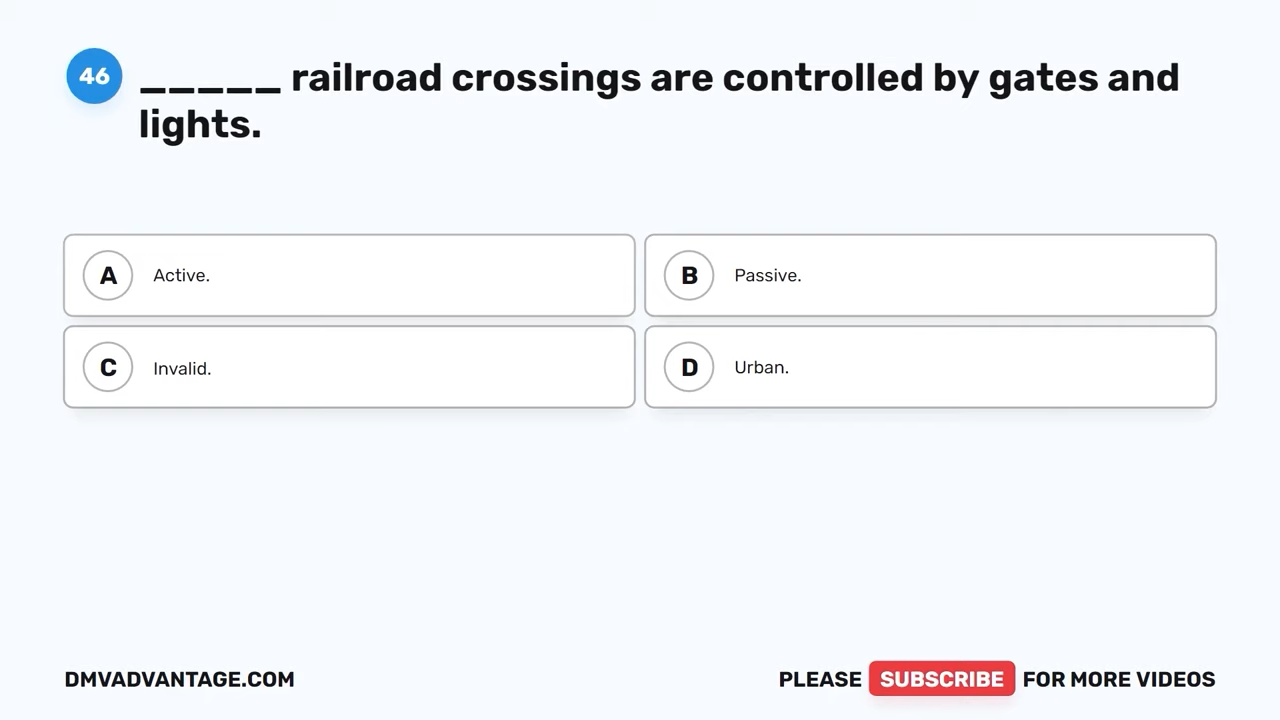 46 _____ railroad crossings are controlled by gates and
lights.
A Active.
B Passive.
C Invalid.
D Urban.
DMVADVANTAGE.COM
PLEASE SUBSCRIBE FOR MORE VIDEOS